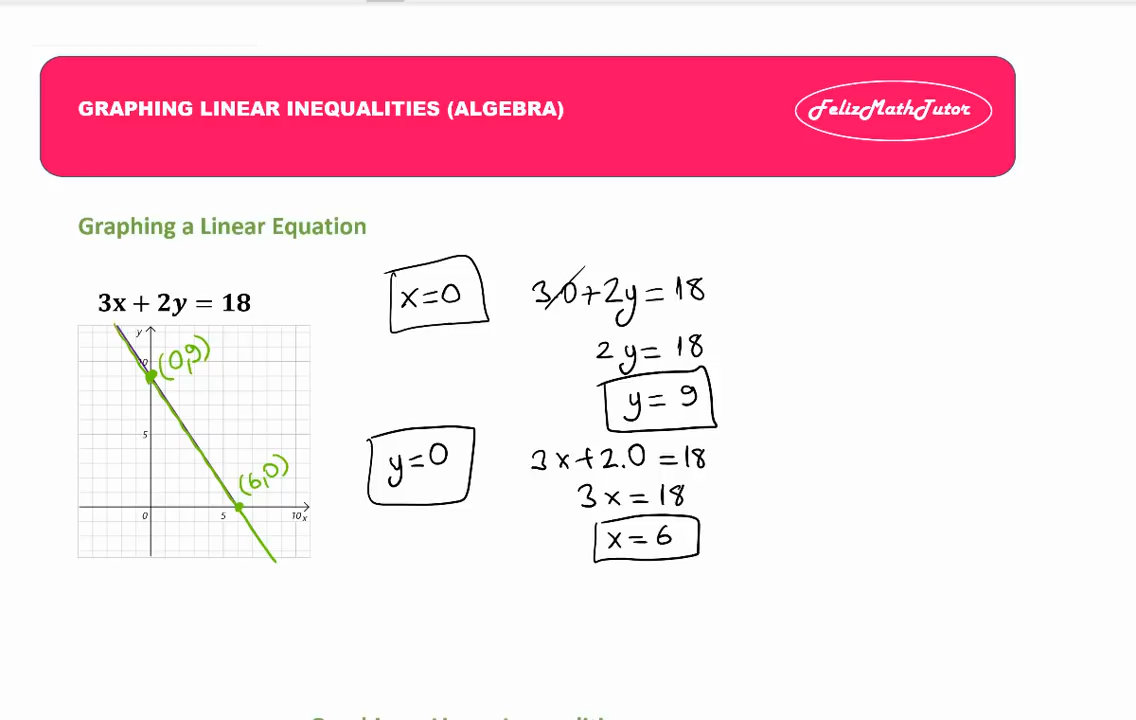 GRAPHING LINEAR INEQUALITIES (ALGEBRA)
FelizMathTutor
Graphing a Linear Equation
3x + 2y = 18
x=0
3.0+2y=18
2y=18
y=9
y=0
3x+2.0=18
3x=18
x=6
y
(0,9)
5
(6,0)
0
5
10
x